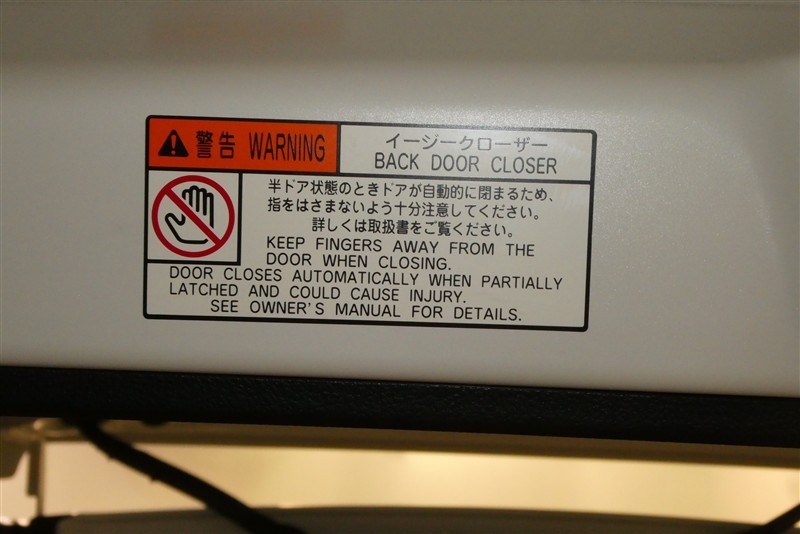 警告 WARNING
イージークローザー
BACK DOOR CLOSER
半ドア状態のときドアが自動的に閉まるため、
指をはさまないよう十分注意してください。
詳しくは取扱書をご覧ください。
KEEP FINGERS AWAY FROM THE
DOOR WHEN CLOSING.
DOOR CLOSES AUTOMATICALLY WHEN PARTIALLY
LATCHED AND COULD CAUSE INJURY.
SEE OWNER'S MANUAL FOR DETAILS.